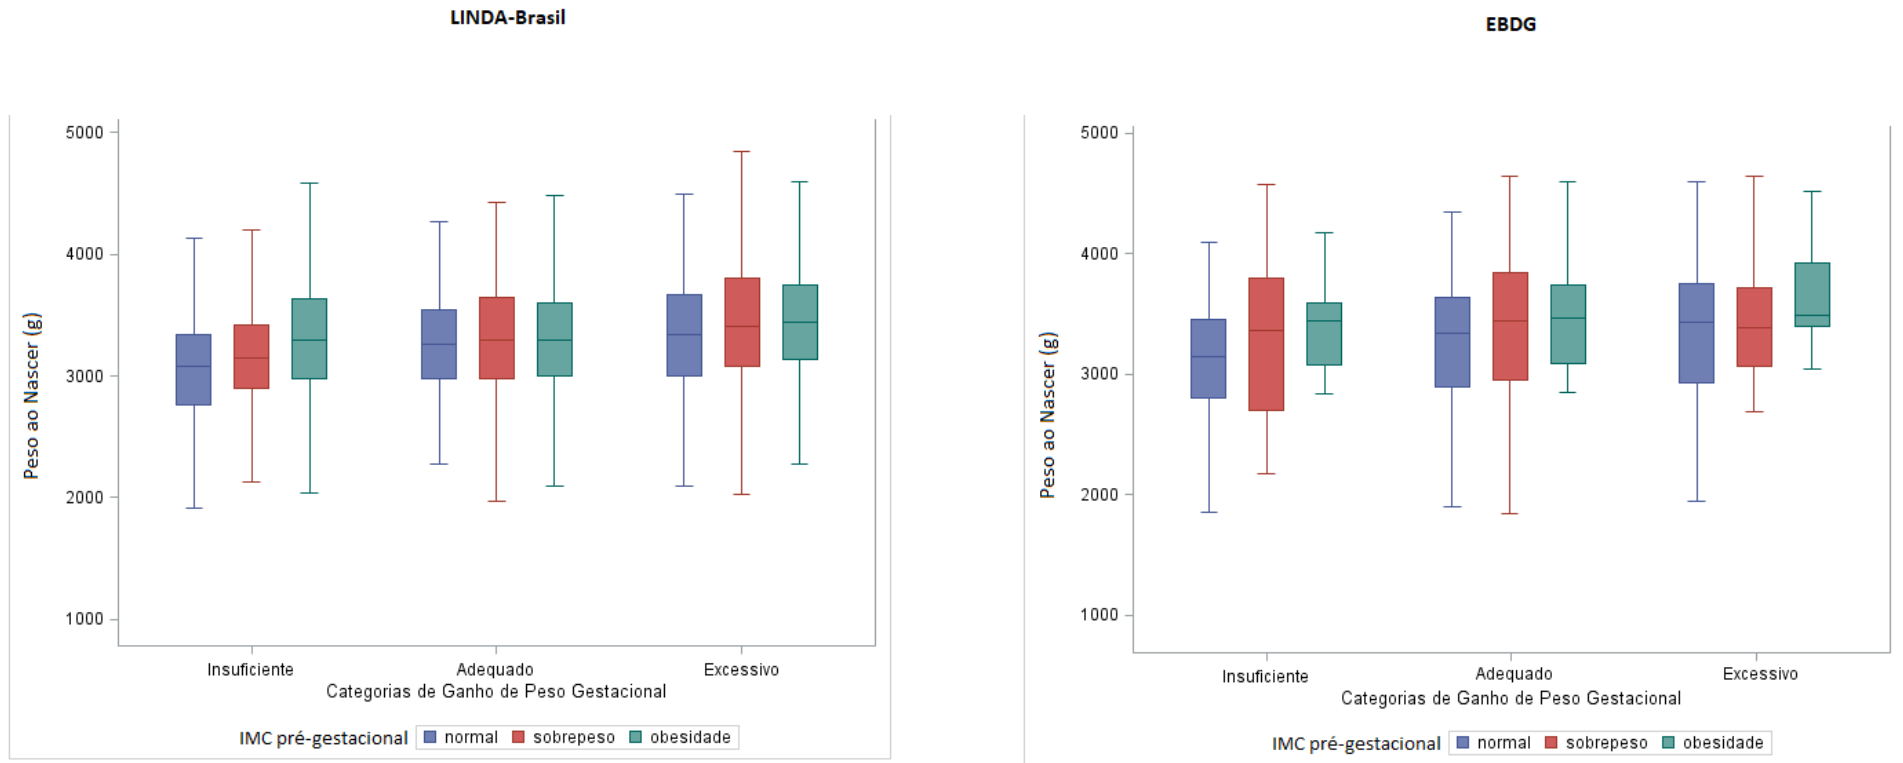 LINDA-Brasil
5000
4000
3000
2000
1000
Peso ao Nascer (g)
Insuficiente Adequado Excessivo
Categorias de Ganho de Peso Gestacional
IMC pré-gestacional normal sobrepeso obesidade
EBDG
5000
4000
3000
2000
1000
Peso ao Nascer (g)
Insuficiente Adequado Excessivo
Categorias de Ganho de Peso Gestacional
IMC pré-gestacional normal sobrepeso obesidade